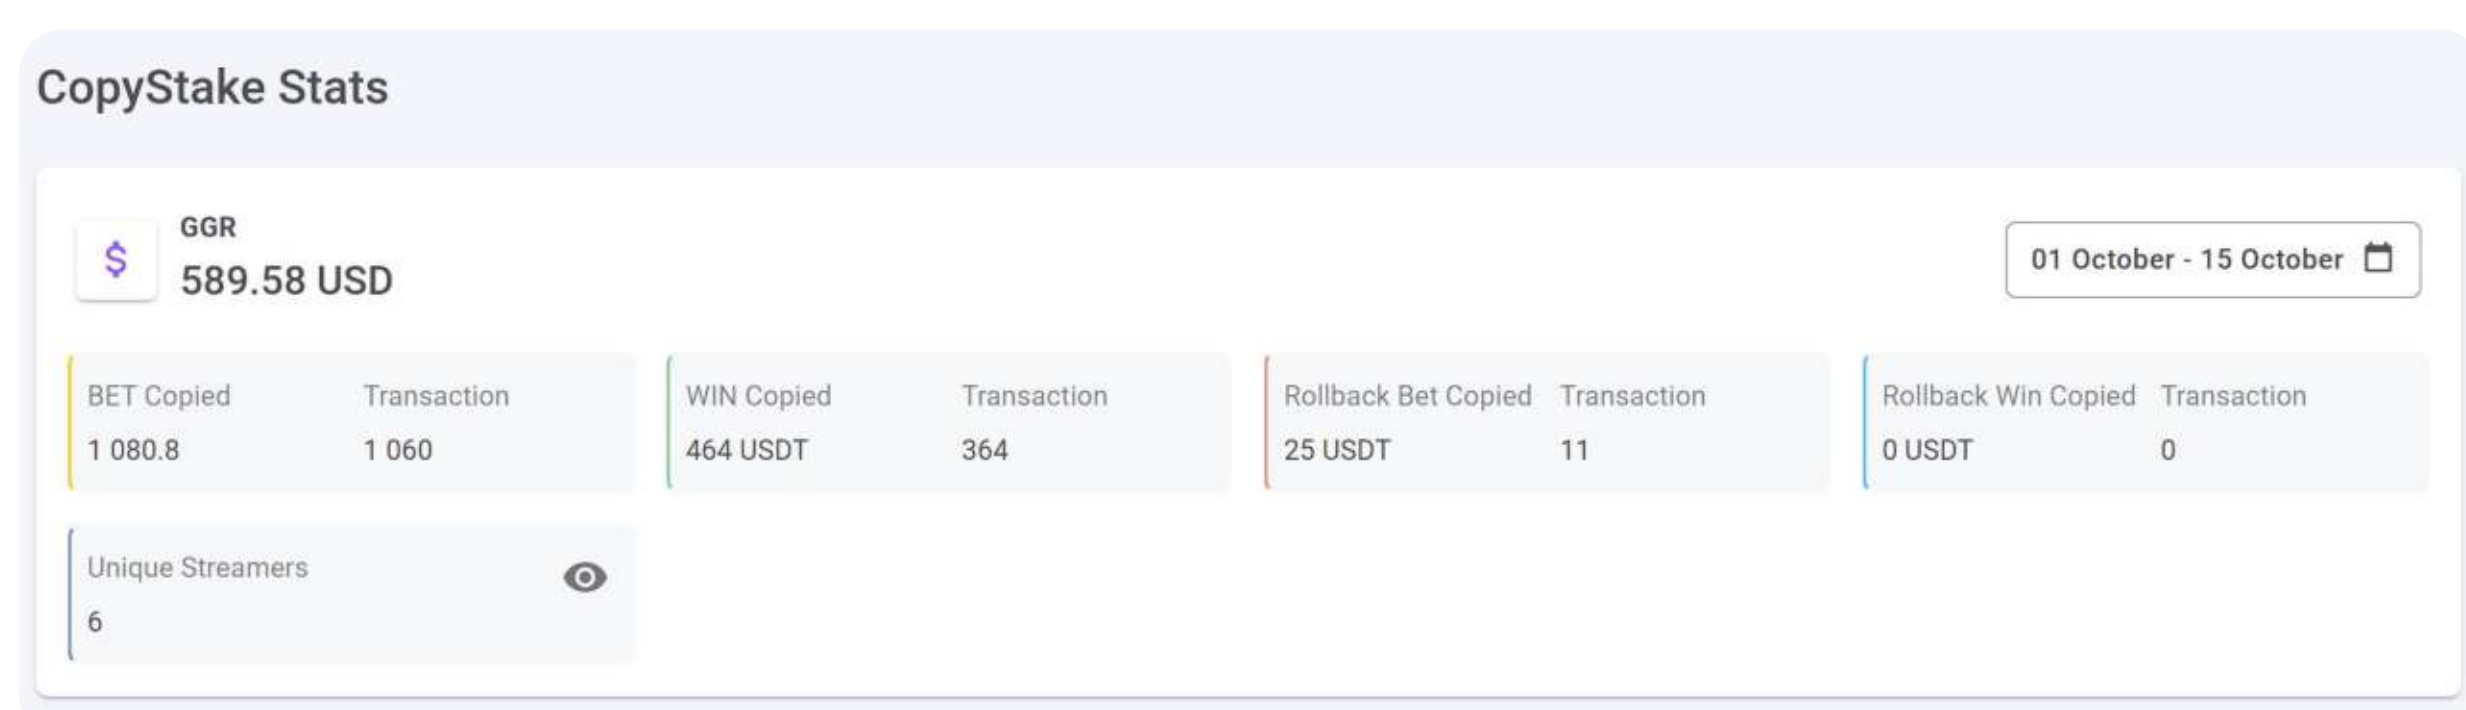 CopyStake Stats
GGR
589.58 USD
01 October - 15 October
BET Copied Transaction
1 080.8 1 060
WIN Copied Transaction
464 USDT 364
Rollback Bet Copied Transaction
25 USDT 11
Rollback Win Copied Transaction
0 USDT 0
Unique Streamers
6